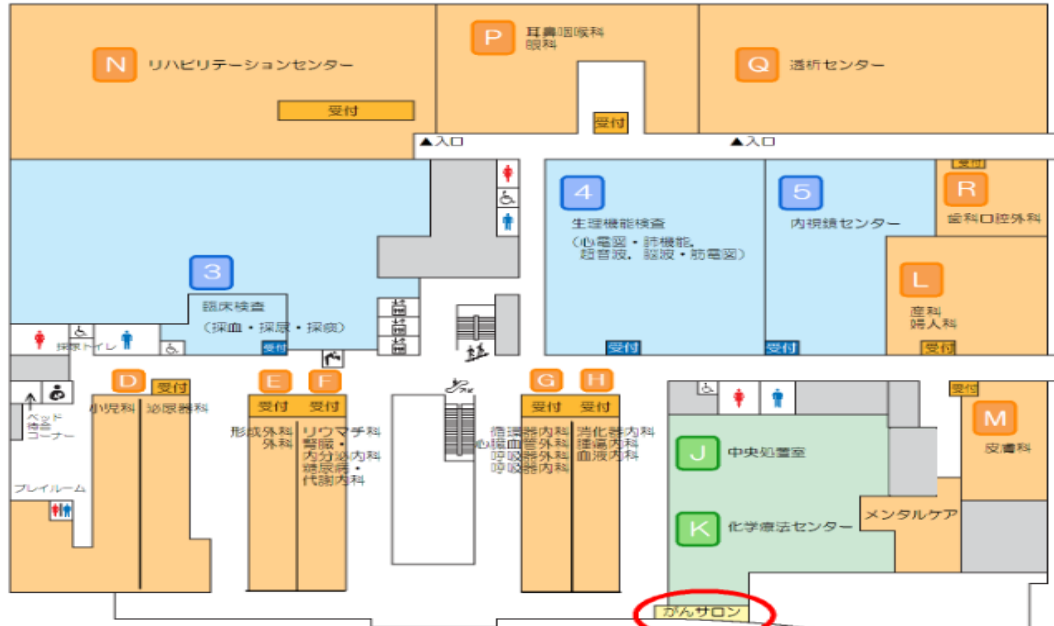 N リハビリテーションセンター
受付
P 耳鼻咽喉科
眼科
受付
Q 透析センター
▲入口
▲入口
3
臨床検査
(採血・採尿・採痰)
受付
採尿トイレ
4
生理機能検査
(心電図・肺機能,
超音波, 脳波・筋電図)
受付
5
内視鏡センター
受付
受付
R
歯科口腔外科
L
産科
婦人科
受付
D
小児科
受付
泌尿器科
ベッド
待合
コーナー
プレイルーム
E
受付
形成外科
外科
F
受付
リウマチ科
腎臓・
内分泌内科
糖尿病・
代謝内科
G
受付
循環器内科
心臓血管外科
呼吸器外科
呼吸器内科
H
受付
消化器内科
腫瘍内科
血液内科
J 中央処置室
K 化学療法センター
受付
M
皮膚科
メンタルケア
がんサロン